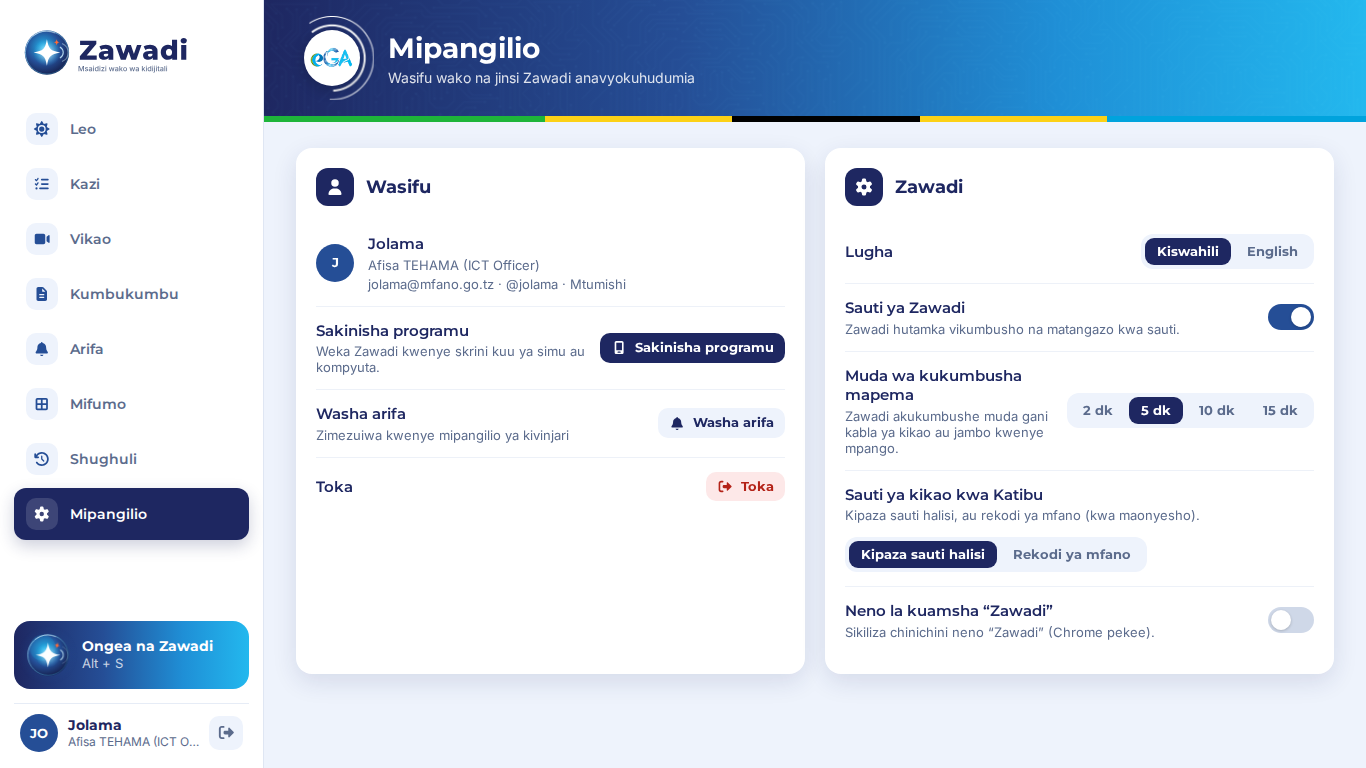 Zawadi
Msaidizi wako wa kidijitali
Leo
Kazi
Vikao
Kumbukumbu
Arifa
Mifumo
Shughuli
Mipangilio
Ongea na Zawadi
Alt + S
JO
Jolama
Afisa TEHAMA (ICT O...
eGA
Mipangilio
Wasifu wako na jinsi Zawadi anavyokuhudumia
Wasifu
J
Jolama
Afisa TEHAMA (ICT Officer)
jolama@mfano.go.tz · @jolama · Mtumishi
Sakinisha programu
Weka Zawadi kwenye skrini kuu ya simu au
kompyuta.
Sakinisha programu
Washa arifa
Zimezuiwa kwenye mipangilio ya kivinjari
Washa arifa
Toka
Toka
Zawadi
Lugha
Kiswahili English
Sauti ya Zawadi
Zawadi hutamka vikumbusho na matangazo kwa sauti.
Muda wa kukumbusha
mapema
Zawadi akukumbushe muda gani
kabla ya kikao au jambo kwenye
mpango.
2 dk 5 dk 10 dk 15 dk
Sauti ya kikao kwa Katibu
Kipaza sauti halisi, au rekodi ya mfano (kwa maonyesho).
Kipaza sauti halisi Rekodi ya mfano
Neno la kuamsha “Zawadi”
Sikiliza chinichini neno “Zawadi” (Chrome pekee).